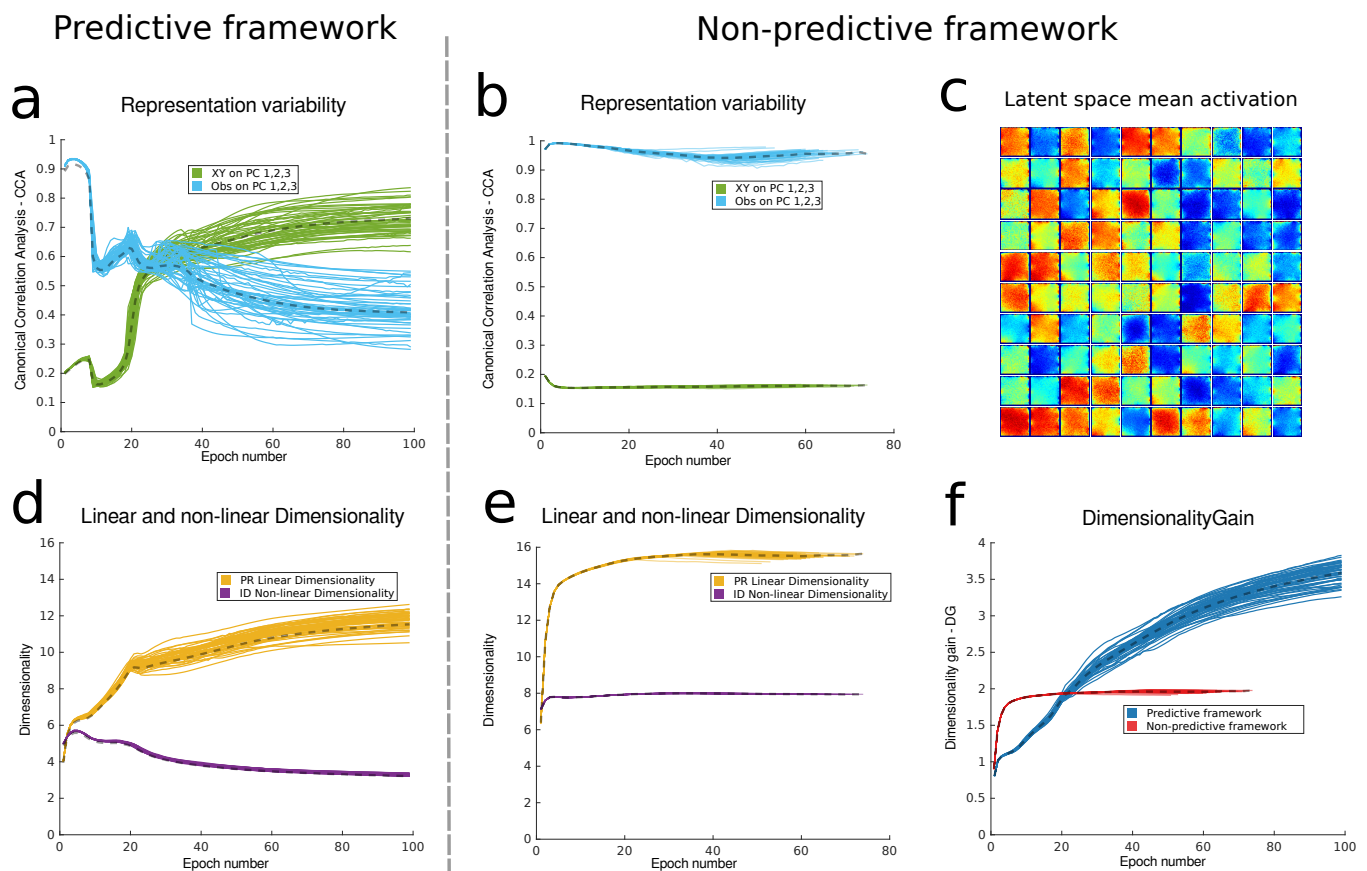 Predictive framework
Non-predictive framework
a
Representation variability
Canonical Correlation Analysis - CCA
1
0.9
0.8
0.7
0.6
0.5
0.4
0.3
0.2
0.1
0
XY on PC 1,2,3
Obs on PC 1,2,3
0 20 40 60 80 100
Epoch number
b
Representation variability
Canonical Correlation Analysis - CCA
1
0.9
0.8
0.7
0.6
0.5
0.4
0.3
0.2
0.1
0
XY on PC 1,2,3
Obs on PC 1,2,3
0 20 40 60 80
Epoch number
c
Latent space mean activation
d
Linear and non-linear Dimensionality
Dimensionality
16
14
12
10
8
6
4
2
0
PR Linear Dimensionality
ID Non-linear Dimensionality
0 20 40 60 80 100
Epoch number
e
Linear and non-linear Dimensionality
Dimesnsionality
16
14
12
10
8
6
4
2
0
PR Linear Dimensionality
ID Non-linear Dimensionality
0 20 40 60 80
Epoch number
f
DimensionalityGain
Dimensionality gain - DG
4
3.5
3
2.5
2
1.5
1
0.5
0
Predictive framework
Non-predictive framework
0 20 40 60 80 100
Epoch number